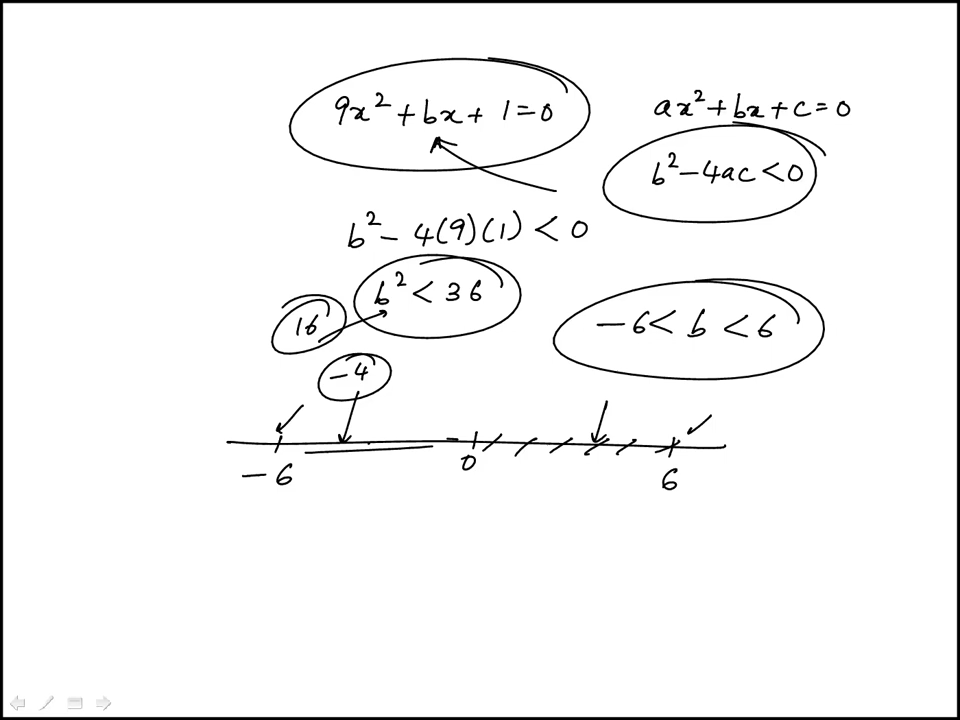 9x² + bx + 1 = 0
ax² + bx + c = 0
b² - 4ac < 0
b² - 4(9)(1) < 0
b² < 36
16
-6 < b < 6
-4
-6
0
6